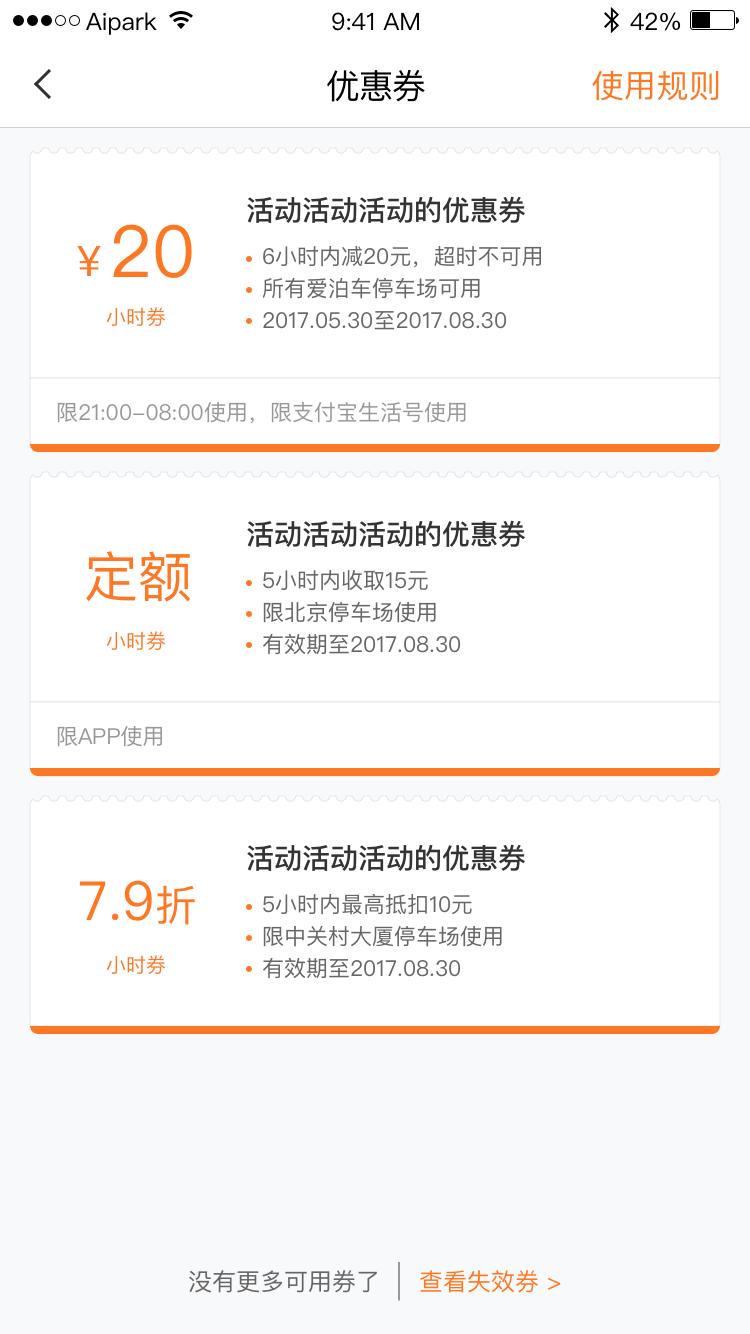 Aipark 9:41 AM 42%
优惠券 使用规则
活动活动活动的优惠券
¥20
6小时内减20元，超时不可用
所有爱泊车停车场可用
小时券
2017.05.30至2017.08.30
限21:00-08:00使用，限支付宝生活号使用
活动活动活动的优惠券
定额
5小时内收取15元
限北京停车场使用
小时券
有效期至2017.08.30
限APP使用
活动活动活动的优惠券
7.9折
5小时内最高抵扣10元
限中关村大厦停车场使用
小时券
有效期至2017.08.30
没有更多可用券了 查看失效券 >